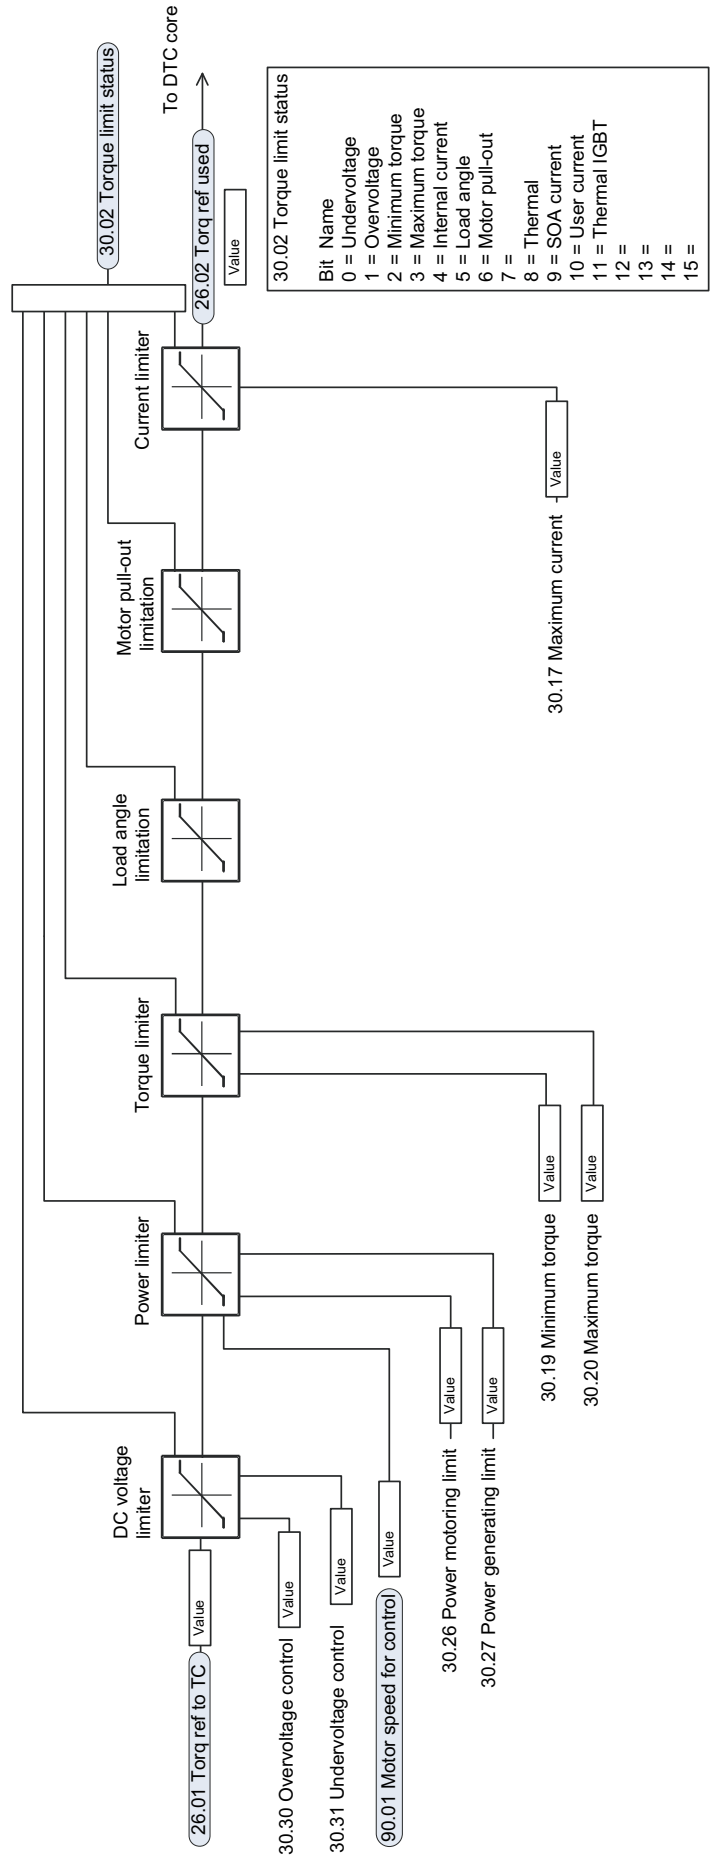 30.02 Torque limit status
DC voltage
limiter
Power limiter
Torque limiter
Load angle
limitation
Motor pull-out
limitation
Current limiter
To DTC core
26.01 Torq ref to TC
Value
26.02 Torq ref used
Value
30.30 Overvoltage control
Value
30.31 Undervoltage control
Value
90.01 Motor speed for control
Value
30.26 Power motoring limit
Value
30.27 Power generating limit
Value
30.19 Minimum torque
Value
30.20 Maximum torque
Value
30.17 Maximum current
Value
30.02 Torque limit status
Bit Name
0 = Undervoltage
1 = Overvoltage
2 = Minimum torque
3 = Maximum torque
4 = Internal current
5 = Load angle
6 = Motor pull-out
7 =
8 = Thermal
9 = SOA current
10 = User current
11 = Thermal IGBT
12 =
13 =
14 =
15 =